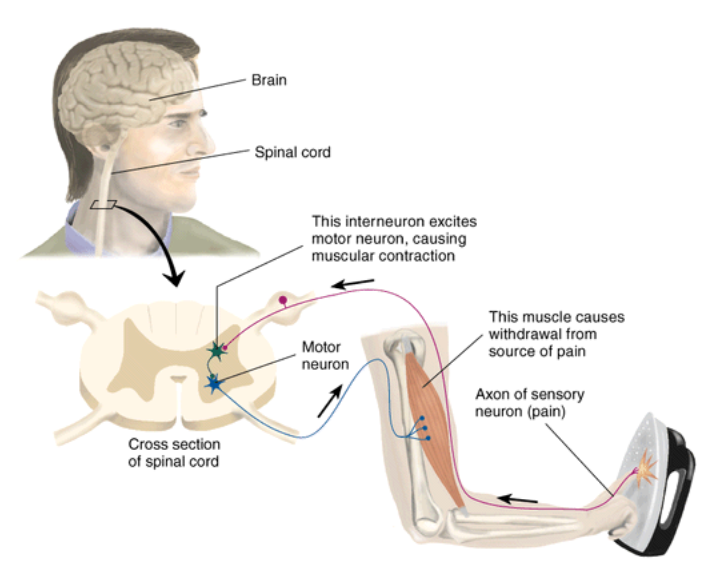 Brain
Spinal cord
This interneuron excites
motor neuron, causing
muscular contraction
This muscle causes
withdrawal from
source of pain
Motor
neuron
Axon of sensory
neuron (pain)
Cross section
of spinal cord